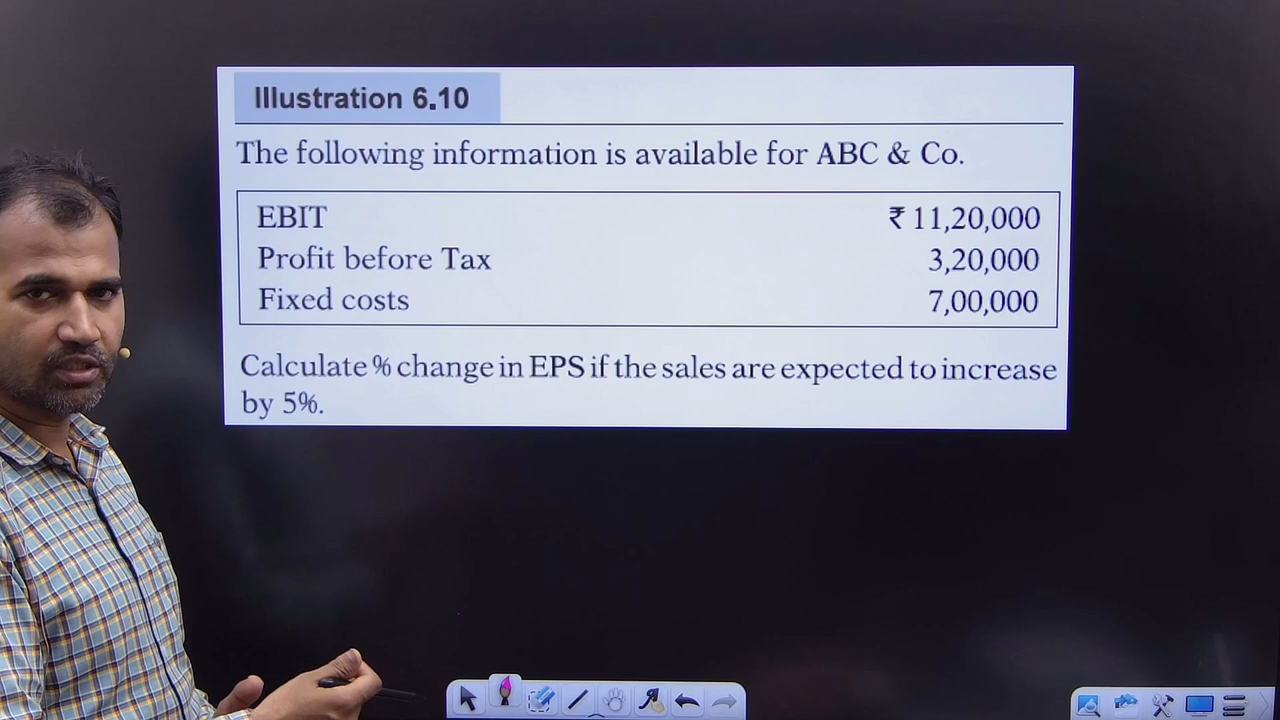 Illustration 6.10
The following information is available for ABC & Co.
EBIT ₹ 11,20,000
Profit before Tax 3,20,000
Fixed costs 7,00,000
Calculate % change in EPS if the sales are expected to increase
by 5%.